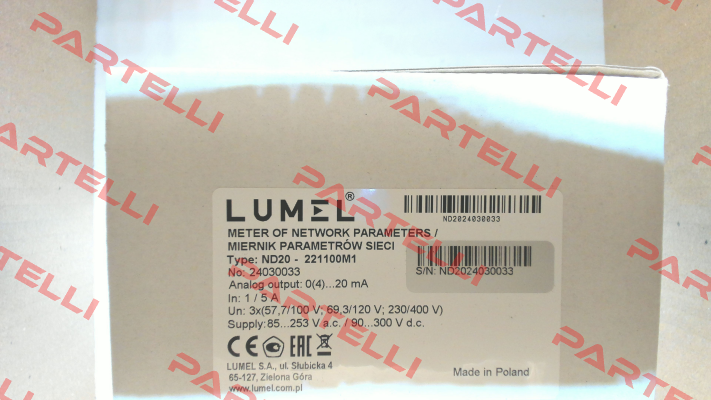 LUMEL®
ND2024030033
METER OF NETWORK PARAMETERS /
MIERNIK PARAMETRÓW SIECI
Type: ND20 - 221100M1
No: 24030033
S/N: ND2024030033
Analog output: 0(4)...20 mA
In: 1 / 5 A
Un: 3x(57,7/100 V; 69,3/120 V; 230/400 V)
Supply: 85...253 V a.c. / 90...300 V d.c.
CE EAC
LUMEL S.A., ul. Słubicka 4
65-127, Zielona Góra
www.lumel.com.pl
Made in Poland
PARTELLI
PARTELLI
PARTELLI
PARTELLI
PARTELLI
PARTELLI
PARTELLI
PARTELLI